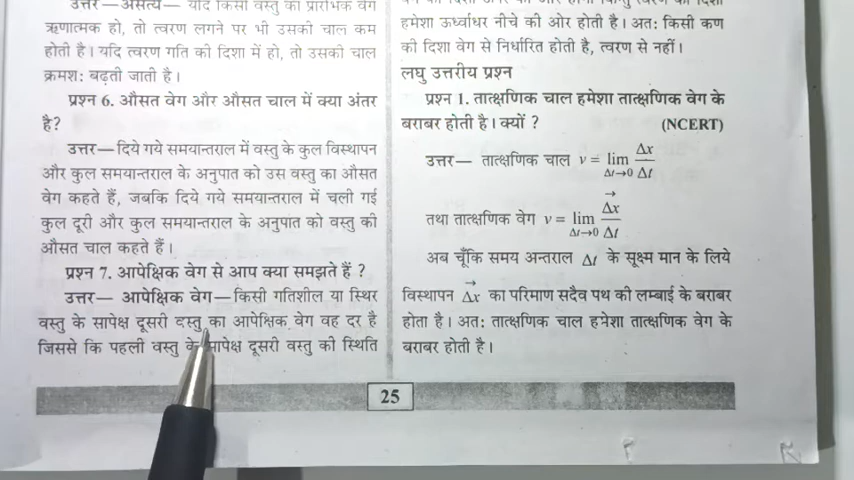 उत्तर—असत्य— यदि किसी वस्तु का प्रारंभिक वेग
ऋणात्मक हो, तो त्वरण लगने पर भी उसकी चाल कम
होती है। यदि त्वरण गति की दिशा में हो, तो उसकी चाल
क्रमश: बढ़ती जाती है।
प्रश्न 6. औसत वेग और औसत चाल में क्या अंतर
है?
उत्तर—दिये गये समयान्तराल में वस्तु के कुल विस्थापन
और कुल समयान्तराल के अनुपात को उस वस्तु का औसत
वेग कहते हैं, जबकि दिये गये समयान्तराल में चली गई
कुल दूरी और कुल समयान्तराल के अनुपात को वस्तु की
औसत चाल कहते हैं।
प्रश्न 7. आपेक्षिक वेग से आप क्या समझते हैं ?
उत्तर— आपेक्षिक वेग—किसी गतिशील या स्थिर
वस्तु के सापेक्ष दूसरी वस्तु का आपेक्षिक वेग वह दर है
जिससे कि पहली वस्तु के सापेक्ष दूसरी वस्तु की स्थिति
हमेशा ऊर्ध्वाधर नीचे की ओर होती है। अत: किसी कण
की दिशा वेग से निर्धारित होती है, त्वरण से नहीं।
लघु उत्तरीय प्रश्न
प्रश्न 1. तात्क्षणिक चाल हमेशा तात्क्षणिक वेग के
बराबर होती है। क्यों ? (NCERT)
उत्तर— तात्क्षणिक चाल v = lim Δt→0 Δx/Δt
तथा तात्क्षणिक वेग v = lim Δt→0 Δx⃗/Δt
अब चूँकि समय अन्तराल Δt के सूक्ष्म मान के लिये
विस्थापन Δx⃗ का परिमाण सदैव पथ की लम्बाई के बराबर
होता है। अत: तात्क्षणिक चाल हमेशा तात्क्षणिक वेग के
बराबर होती है।
25